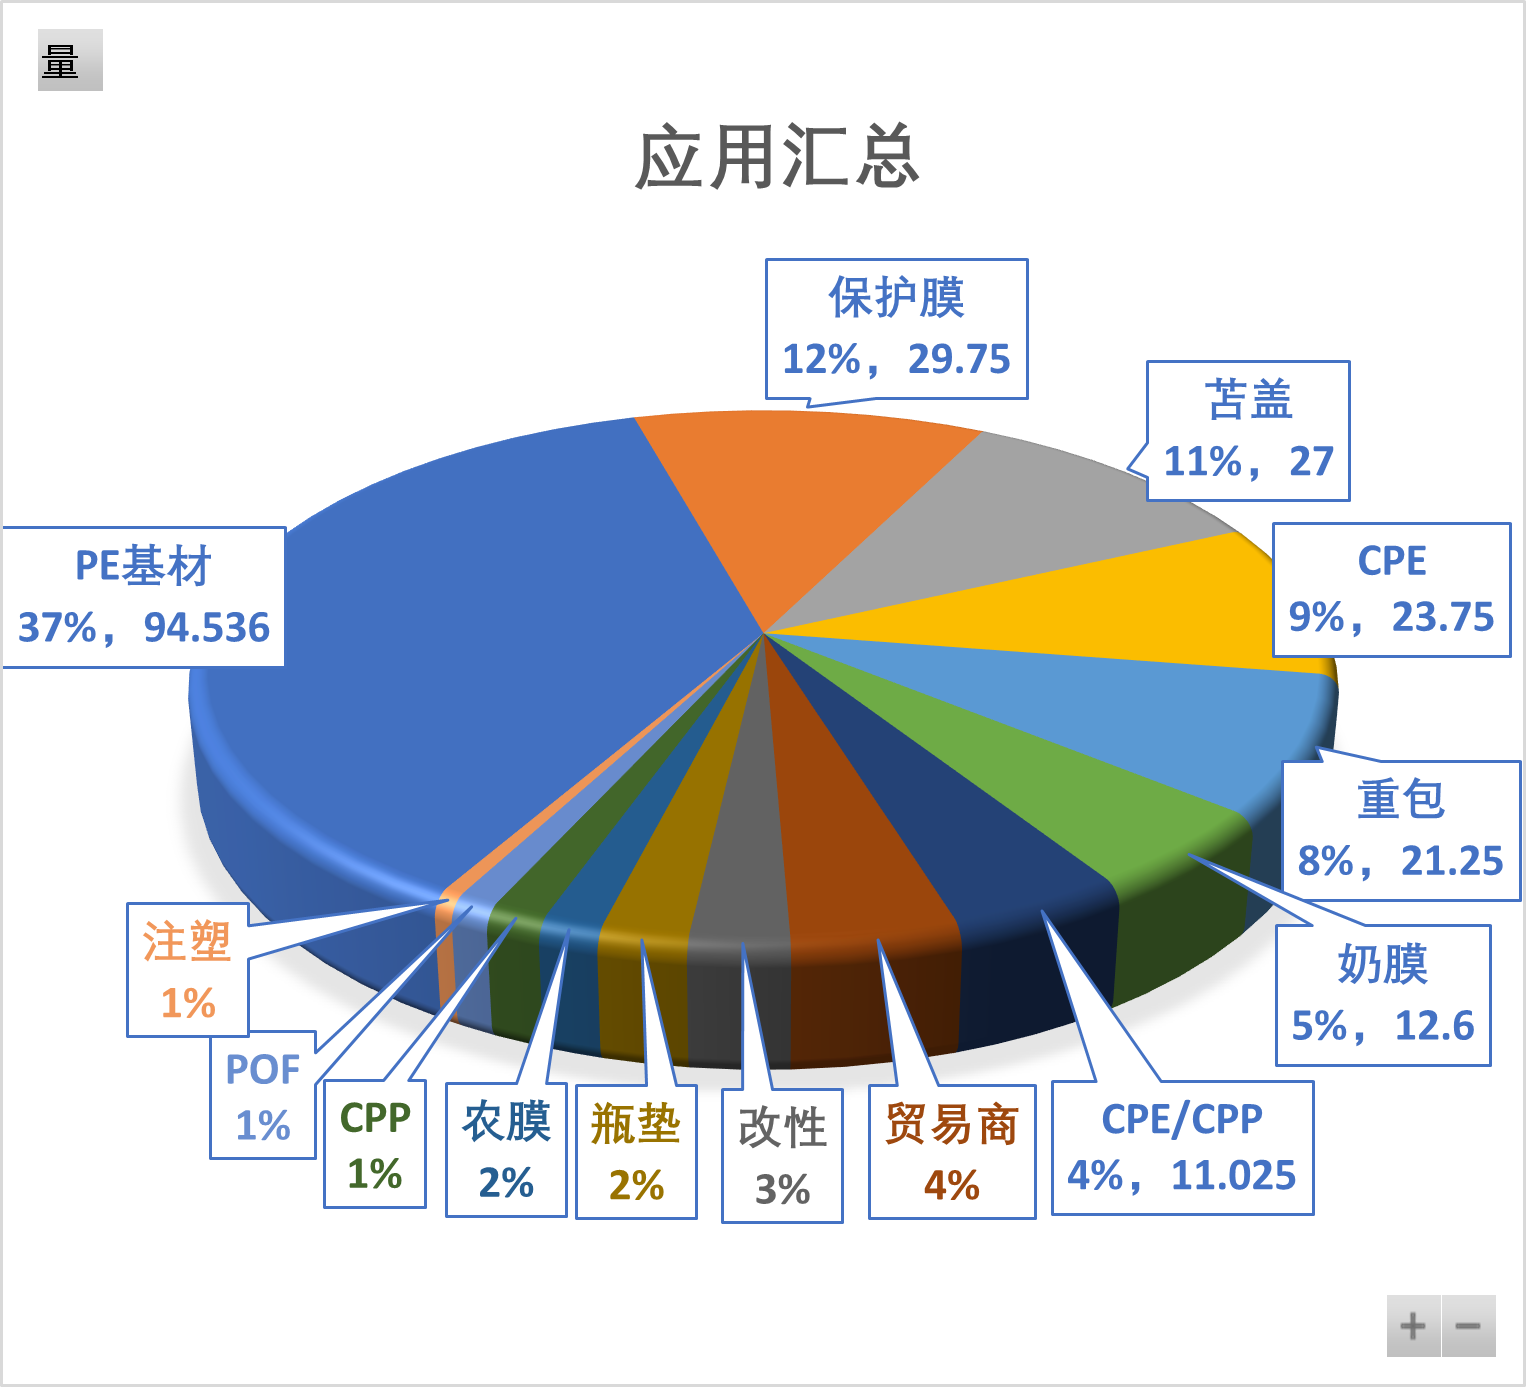 量
应用汇总
保护膜
12%，29.75
苫盖
11%，27
CPE
9%，23.75
PE基材
37%，94.536
重包
8%，21.25
注塑
1%
奶膜
5%，12.6
POF
1%
CPP
1%
农膜
2%
瓶垫
2%
改性
3%
贸易商
4%
CPE/CPP
4%，11.025
+ −